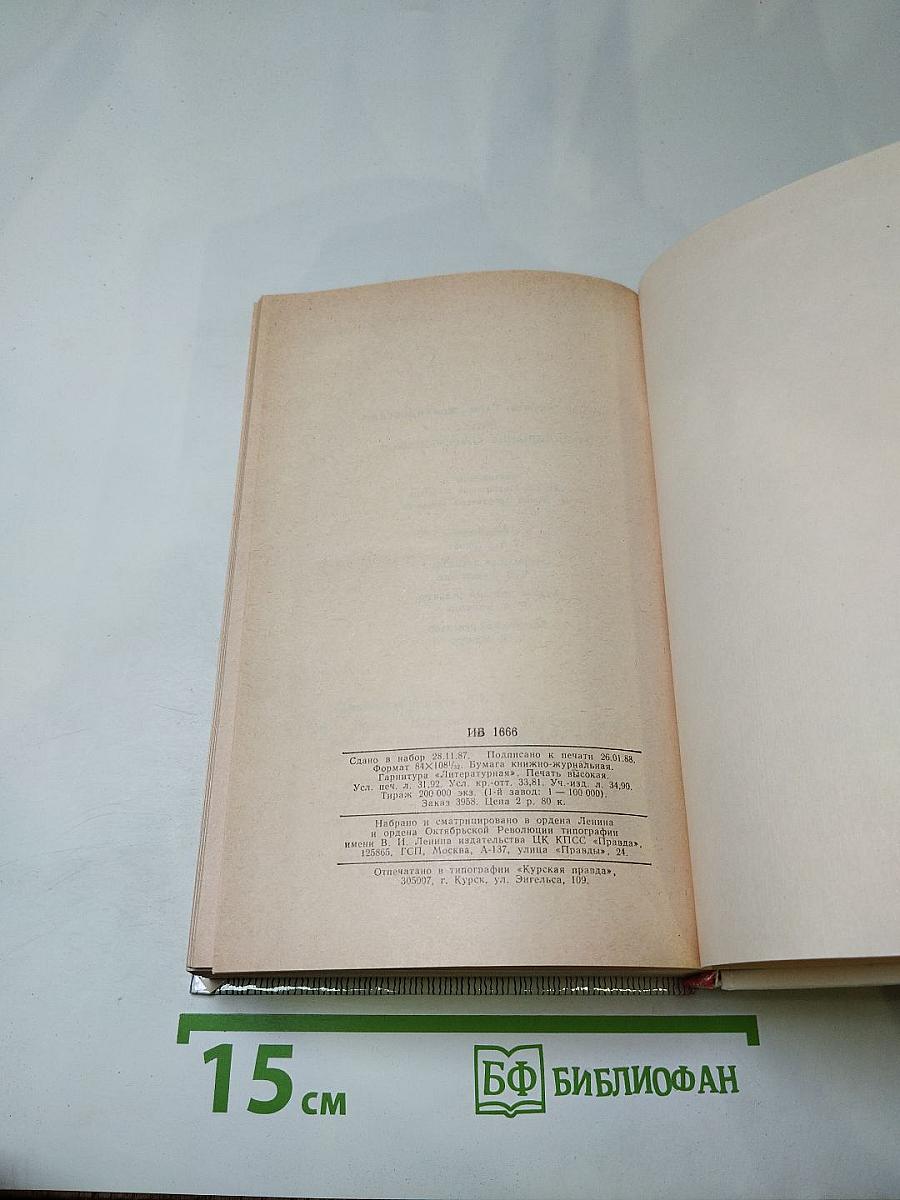 ИБ 1666
Сдано в набор 28.11.87. Подписано к печати 26.01.88.
Формат 84×108¹/₃₂. Бумага книжно-журнальная.
Гарнитура «Литературная». Печать высокая.
Усл. печ. л. 31,92. Усл. кр.-отт. 33,81. Уч.-изд. л. 34,90.
Тираж 200 000 экз. (1-й завод: 1 — 100 000).
Заказ 3958. Цена 2 р. 80 к.
Набрано и сматрицировано в ордена Ленина
и ордена Октябрьской Революции типографии
имени В. И. Ленина издательства ЦК КПСС «Правда»,
125865, ГСП, Москва, А-137, улица «Правды», 24.
Отпечатано в типографии «Курская правда»,
305007, г. Курск, ул. Энгельса, 109.
15 см
БФ БИБЛИОФАН